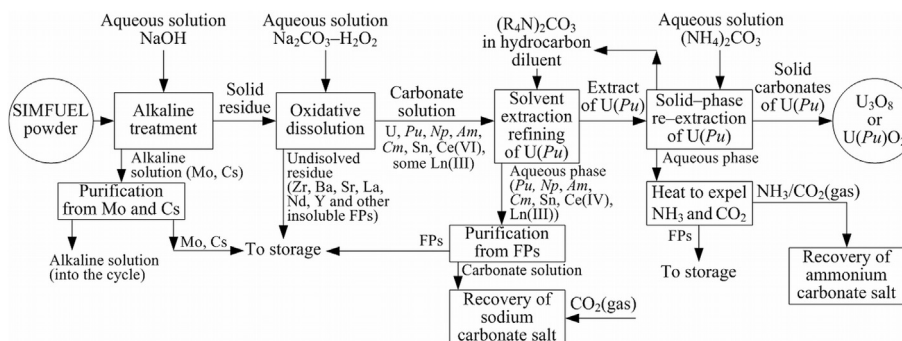 Aqueous solution
NaOH
Aqueous solution
Na2CO3–H2O2
(R4N)2CO3
in hydrocarbon
diluent
Aqueous solution
(NH4)2CO3
SIMFUEL
powder
Alkaline
treatment
Solid
residue
Oxidative
dissolution
Carbonate
solution
U, Pu, Np, Am,
Cm, Sn, Ce(VI),
some Ln(III)
Solvent
extraction
refining
of U(Pu)
Extract
of U(Pu)
Solid–phase
re–extraction
of U(Pu)
Solid
carbonates
of U(Pu)
U3O8
or
U(Pu)O2
Alkaline
solution (Mo, Cs)
Purification
from Mo and Cs
Mo, Cs
Alkaline solution
(into the cycle)
Undisolved
residue
(Zr, Ba, Sr, La,
Nd, Y and other
insoluble FPs)
To storage
Aqueous phase
(Pu, Np, Am,
Cm, Sn, Ce(IV),
Ln(III))
FPs
Purification
from FPs
Carbonate solution
Recovery of
sodium
carbonate salt
CO2(gas)
Aqueous phase
Heat to expel
NH3 and CO2
NH3/CO2(gas)
FPs
To storage
Recovery of
ammonium
carbonate salt